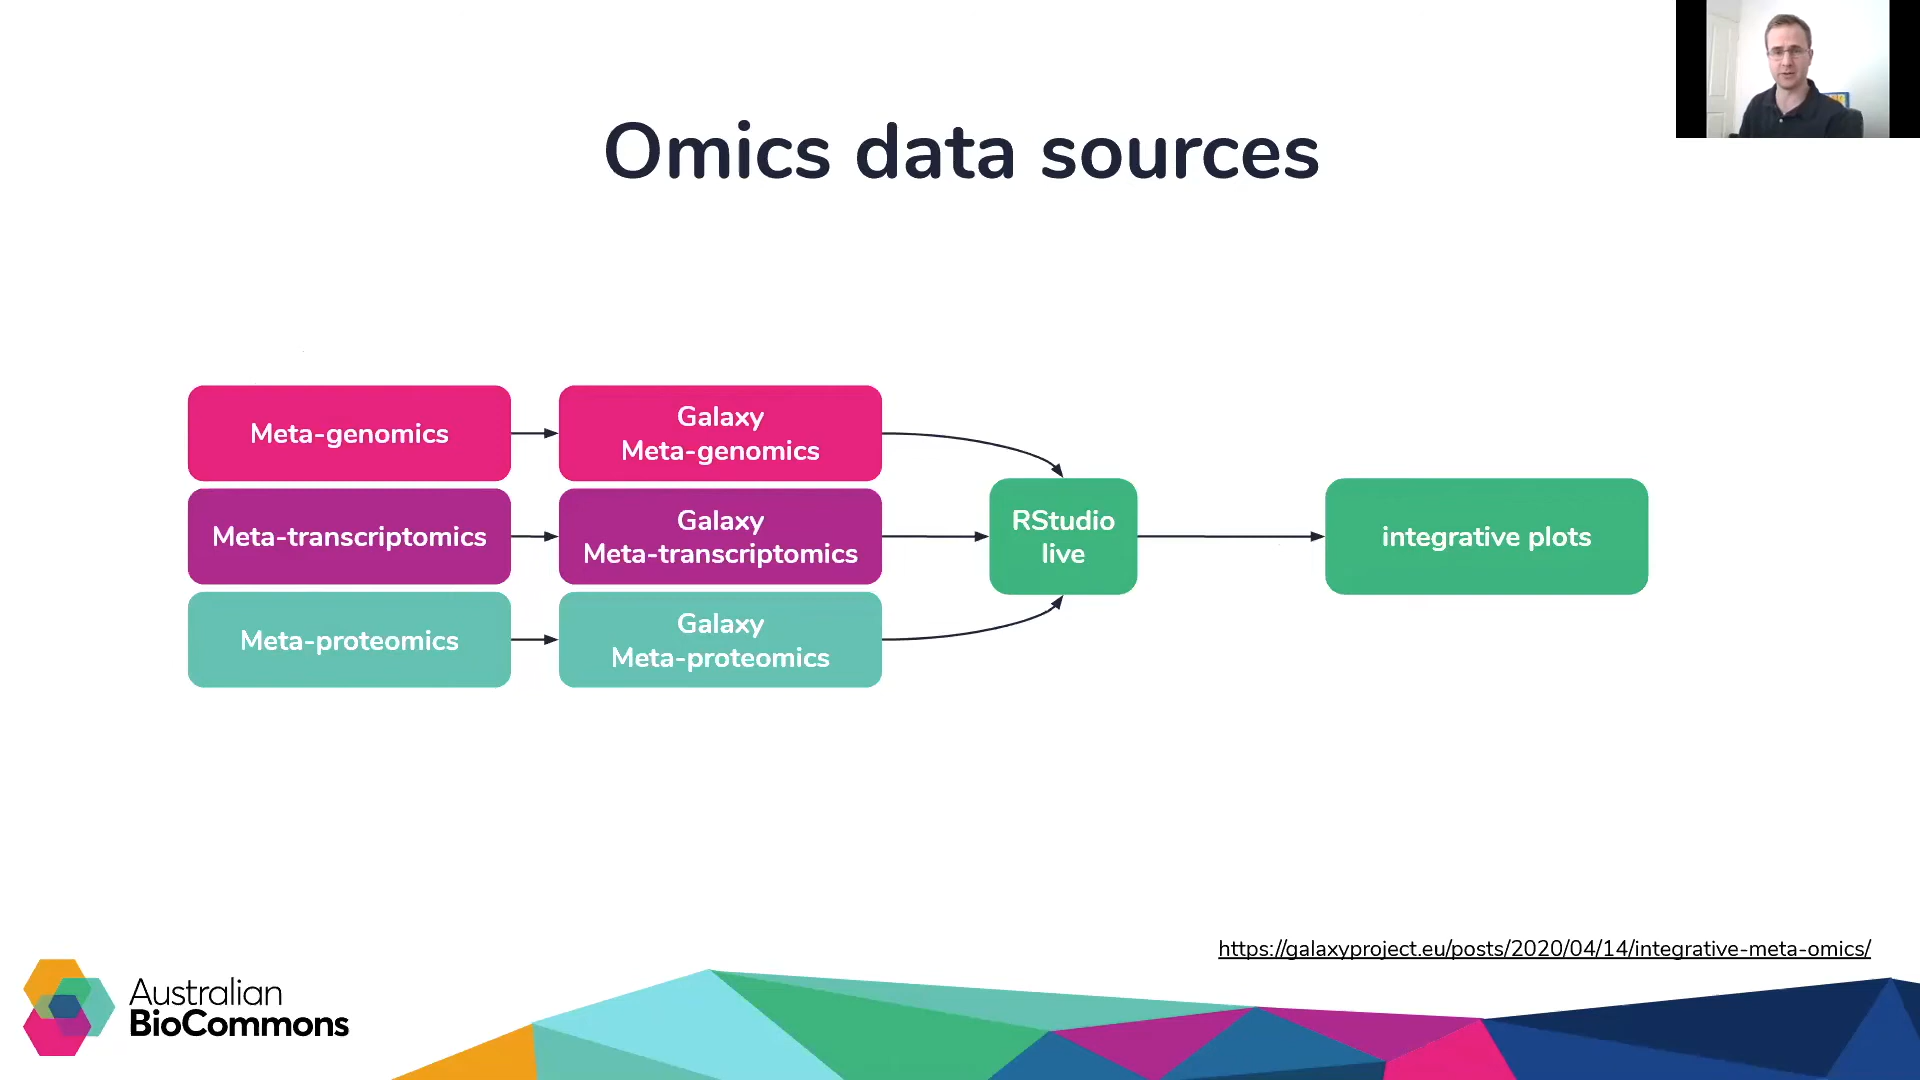 Omics data sources
Meta-genomics
Galaxy
Meta-genomics
Meta-transcriptomics
Galaxy
Meta-transcriptomics
Meta-proteomics
Galaxy
Meta-proteomics
RStudio
live
integrative plots
https://galaxyproject.eu/posts/2020/04/14/integrative-meta-omics/
Australian
BioCommons